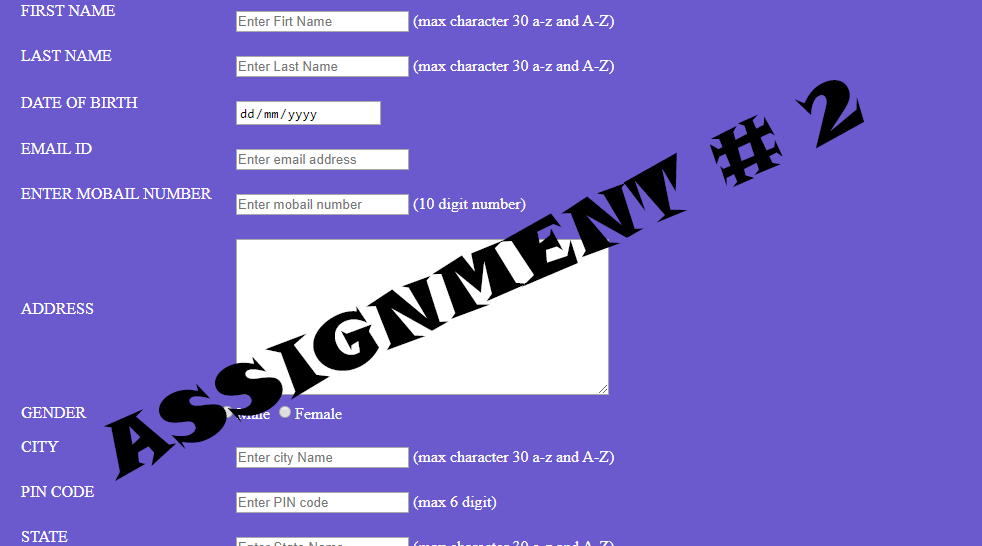 FIRST NAME Enter Firt Name (max character 30 a-z and A-Z)
LAST NAME Enter Last Name (max character 30 a-z and A-Z)
DATE OF BIRTH dd/mm/yyyy
EMAIL ID Enter email address
ENTER MOBAIL NUMBER Enter mobail number (10 digit number)
ADDRESS
GENDER Male Female
CITY Enter city Name (max character 30 a-z and A-Z)
PIN CODE Enter PIN code (max 6 digit)
STATE Enter State Name (max character 30 a-z and A-Z)
ASSIGNMENT # 2